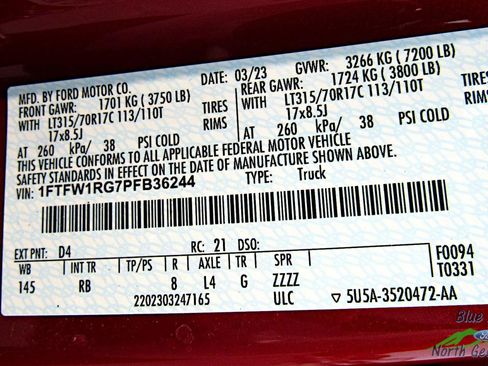 MFD. BY FORD MOTOR CO.
DATE: 03/23
GVWR: 3266 KG ( 7200 LB)
FRONT GAWR: 1701 KG ( 3750 LB)
REAR GAWR: 1724 KG ( 3800 LB)
WITH LT315/70R17C 113/110T TIRES
WITH LT315/70R17C 113/110T TIRES
17x8.5J RIMS
17x8.5J RIMS
AT 260 kPa/ 38 PSI COLD
AT 260 kPa/ 38 PSI COLD
THIS VEHICLE CONFORMS TO ALL APPLICABLE FEDERAL MOTOR VEHICLE
SAFETY STANDARDS IN EFFECT ON THE DATE OF MANUFACTURE SHOWN ABOVE.
VIN: 1FTFW1RG7PFB36244
TYPE: Truck
EXT PNT: D4 RC: 21 DSO:
F0094
WB INT TR TP/PS R AXLE TR SPR
T0331
145 RB 8 L4 G ZZZZ
2202303247165 ULC ▽ 5U5A-3520472-AA
Blue
Ford
North Ge